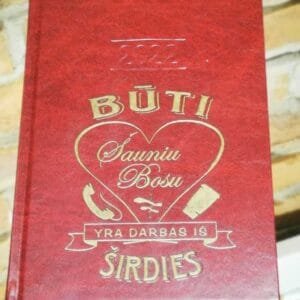 2022
BŪTI
Šauniu
Bosu
YRA DARBAS IŠ
ŠIRDIES